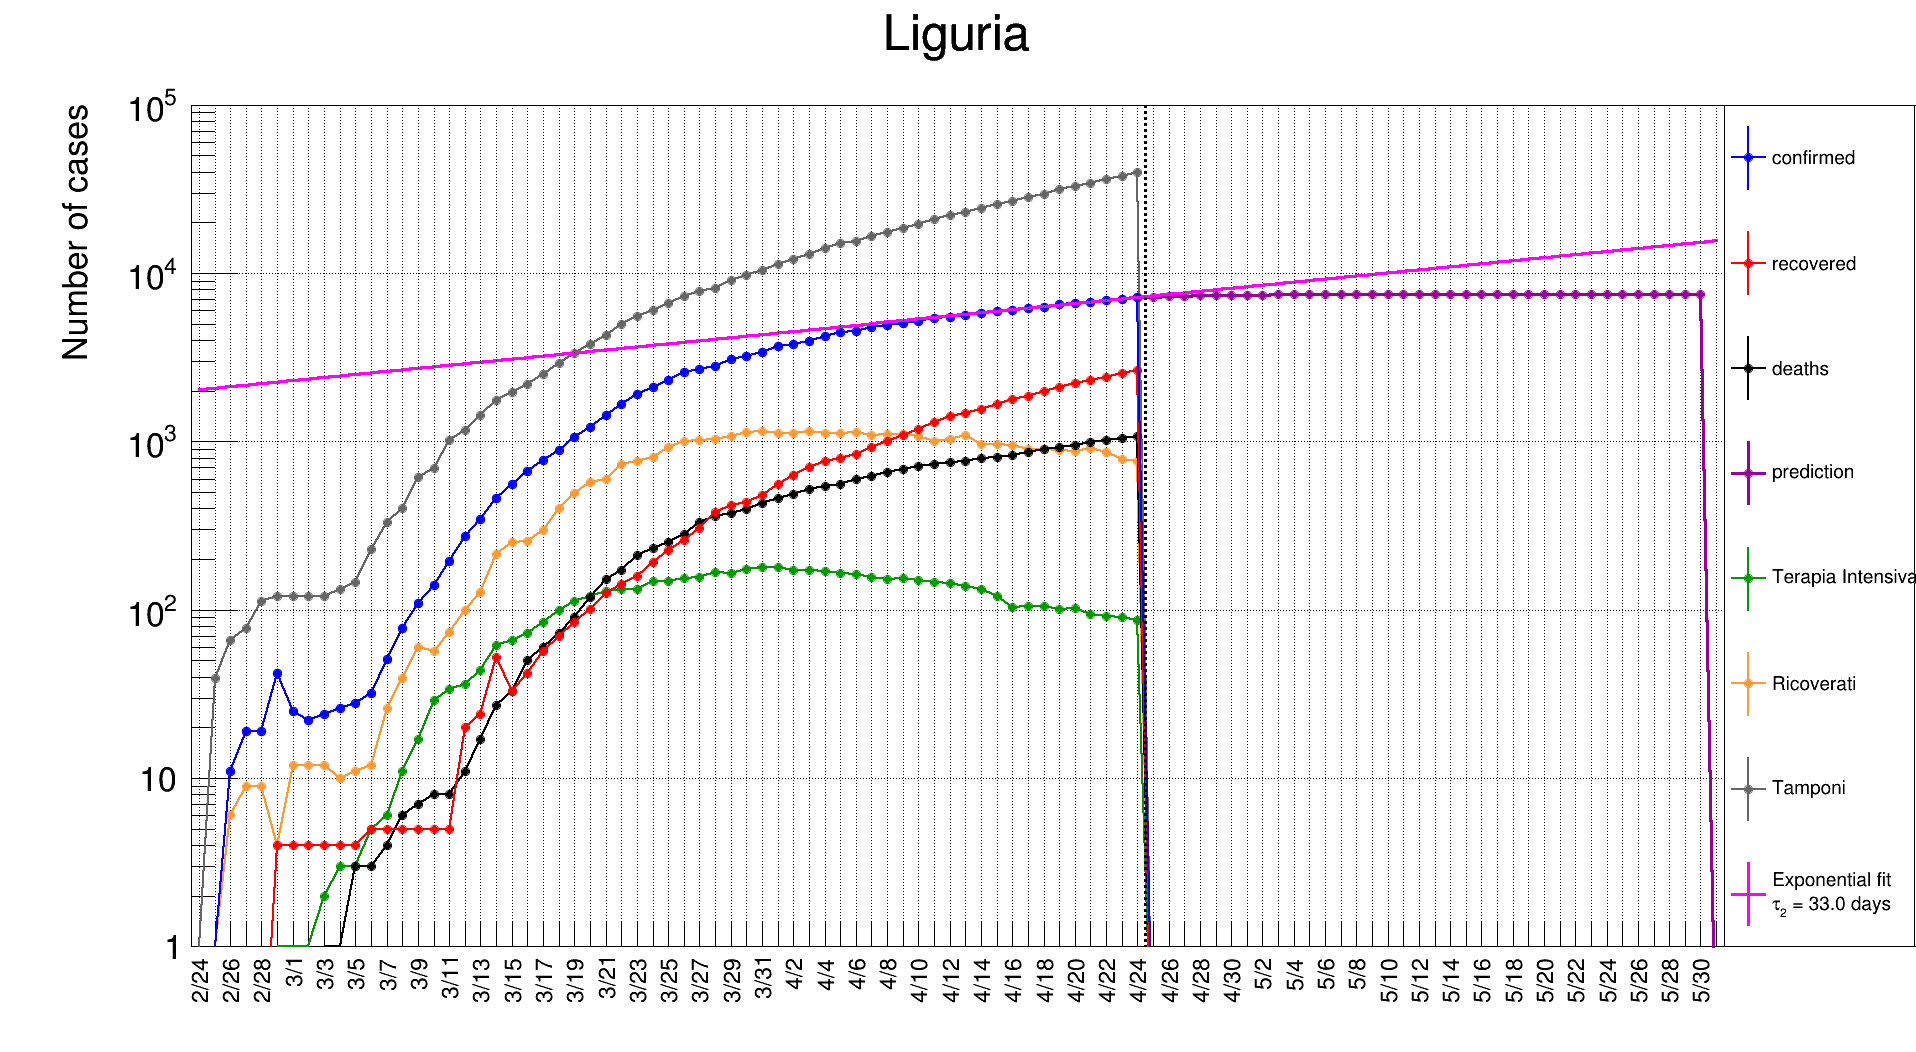 Liguria
Number of cases
10^5
10^4
10^3
10^2
10
1
2/24 2/26 2/28 3/1 3/3 3/5 3/7 3/9 3/11 3/13 3/15 3/17 3/19 3/21 3/23 3/25 3/27 3/29 3/31 4/2 4/4 4/6 4/8 4/10 4/12 4/14 4/16 4/18 4/20 4/22 4/24 4/26 4/28 4/30 5/2 5/4 5/6 5/8 5/10 5/12 5/14 5/16 5/18 5/20 5/22 5/24 5/26 5/28 5/30
confirmed
recovered
deaths
prediction
Terapia Intensiva
Ricoverati
Tamponi
Exponential fit
τ₂ = 33.0 days